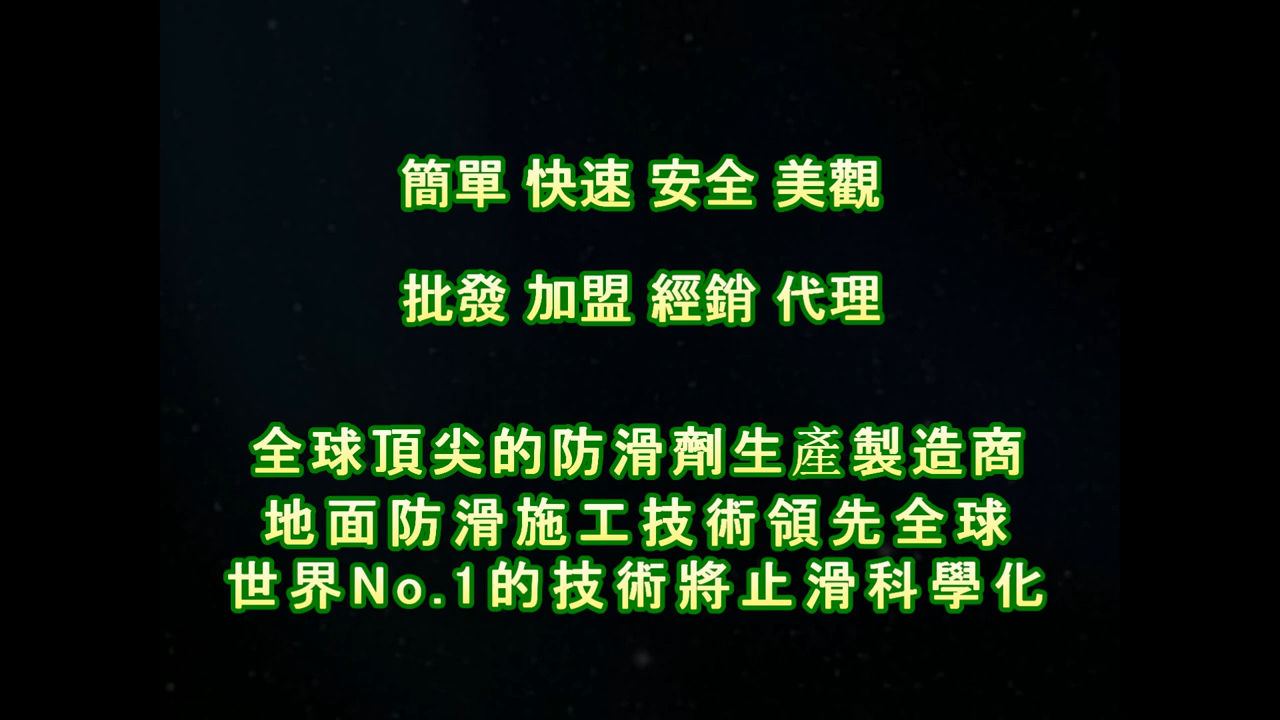 簡單 快速 安全 美觀
批發 加盟 經銷 代理
全球頂尖的防滑劑生產製造商
地面防滑施工技術領先全球
世界No.1的技術將止滑科學化